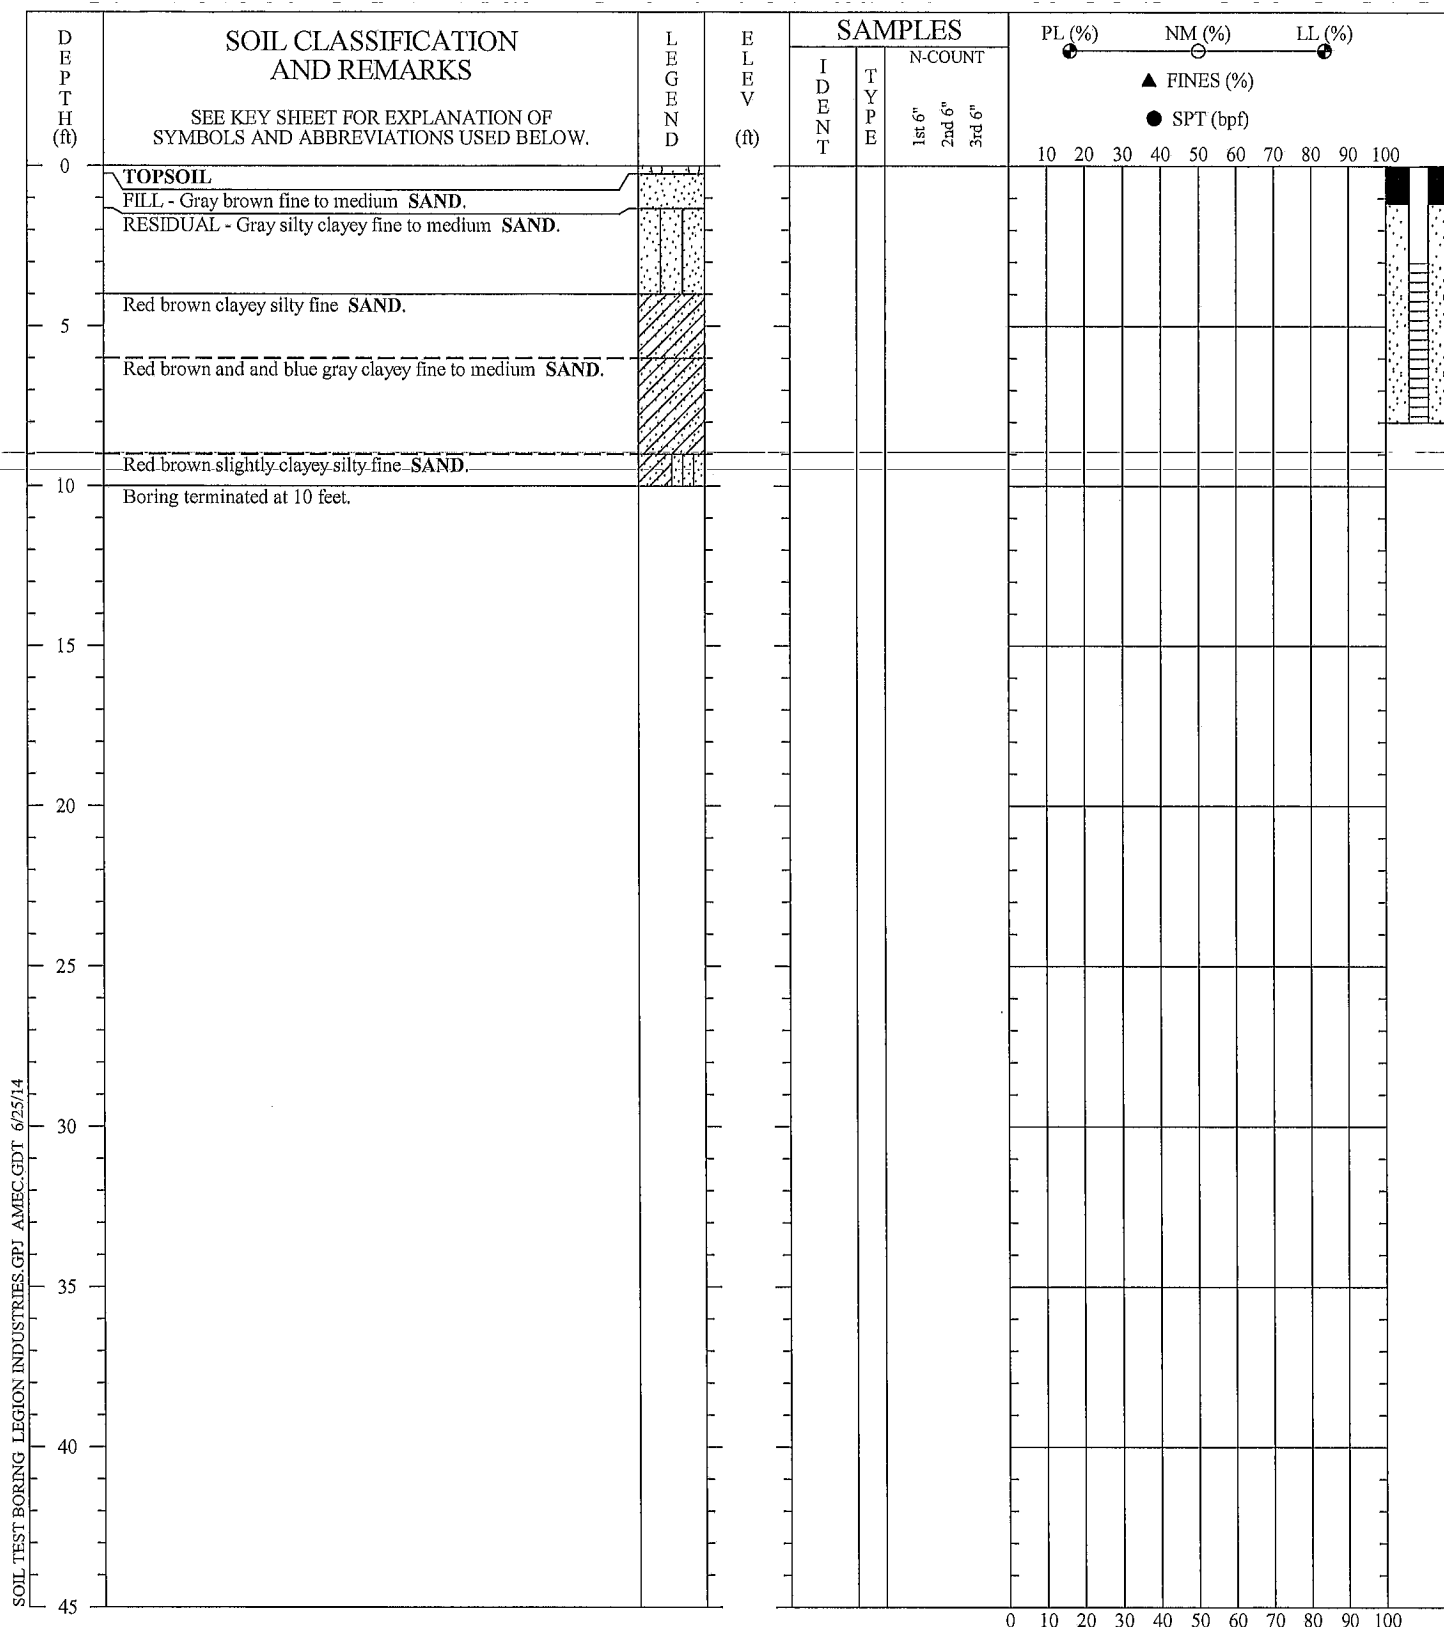 DEPTH (ft)
SOIL CLASSIFICATION
AND REMARKS
SEE KEY SHEET FOR EXPLANATION OF
SYMBOLS AND ABBREVIATIONS USED BELOW.
LEGEND
ELEV (ft)
SAMPLES
IDENT
TYPE
N-COUNT
1st 6"
2nd 6"
3rd 6"
PL (%) NM (%) LL (%)
▲ FINES (%)
● SPT (bpf)
10 20 30 40 50 60 70 80 90 100
0
TOPSOIL
FILL - Gray brown fine to medium SAND.
RESIDUAL - Gray silty clayey fine to medium SAND.
Red brown clayey silty fine SAND.
5
Red brown and and blue gray clayey fine to medium SAND.
Red brown slightly clayey silty fine SAND.
10
Boring terminated at 10 feet.
15
20
25
30
35
40
45
0 10 20 30 40 50 60 70 80 90 100
SOIL TEST BORING LEGION INDUSTRIES.GPJ AMEC.GDT 6/25/14